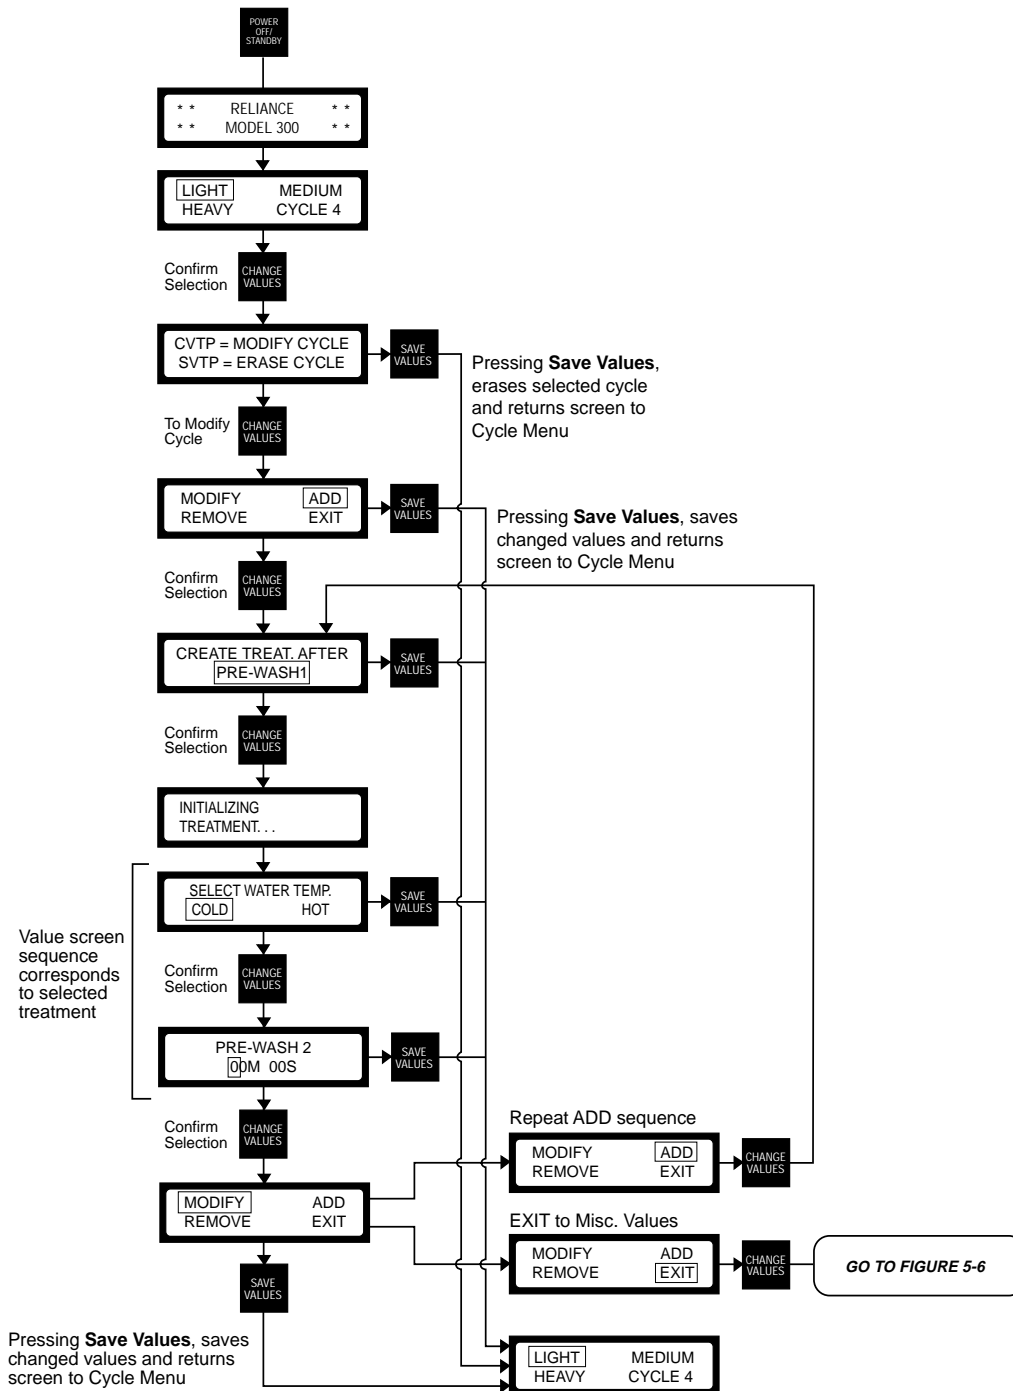 POWER
OFF/
STANDBY
* * RELIANCE * *
* * MODEL 300 * *
LIGHT MEDIUM
HEAVY CYCLE 4
Confirm
Selection
CHANGE
VALUES
CVTP = MODIFY CYCLE
SVTP = ERASE CYCLE
SAVE
VALUES
Pressing Save Values,
erases selected cycle
and returns screen to
Cycle Menu
To Modify
Cycle
CHANGE
VALUES
MODIFY ADD
REMOVE EXIT
SAVE
VALUES
Pressing Save Values, saves
changed values and returns
screen to Cycle Menu
Confirm
Selection
CHANGE
VALUES
CREATE TREAT. AFTER
PRE-WASH1
SAVE
VALUES
Confirm
Selection
CHANGE
VALUES
INITIALIZING
TREATMENT. . .
Value screen
sequence
corresponds
to selected
treatment
SELECT WATER TEMP.
COLD HOT
SAVE
VALUES
Confirm
Selection
CHANGE
VALUES
PRE-WASH 2
00M 00S
SAVE
VALUES
Confirm
Selection
CHANGE
VALUES
Repeat ADD sequence
MODIFY ADD
REMOVE EXIT
CHANGE
VALUES
MODIFY ADD
REMOVE EXIT
EXIT to Misc. Values
MODIFY ADD
REMOVE EXIT
CHANGE
VALUES
GO TO FIGURE 5-6
SAVE
VALUES
Pressing Save Values, saves
changed values and returns
screen to Cycle Menu
LIGHT MEDIUM
HEAVY CYCLE 4